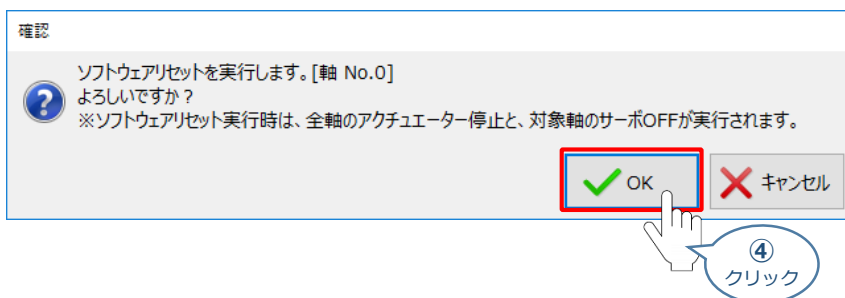 確認
ソフトウェアリセットを実行します。[軸 No.0]
よろしいですか？
※ソフトウェアリセット実行時は、全軸のアクチュエーター停止と、対象軸のサーボOFFが実行されます。
OK
キャンセル
④
クリック